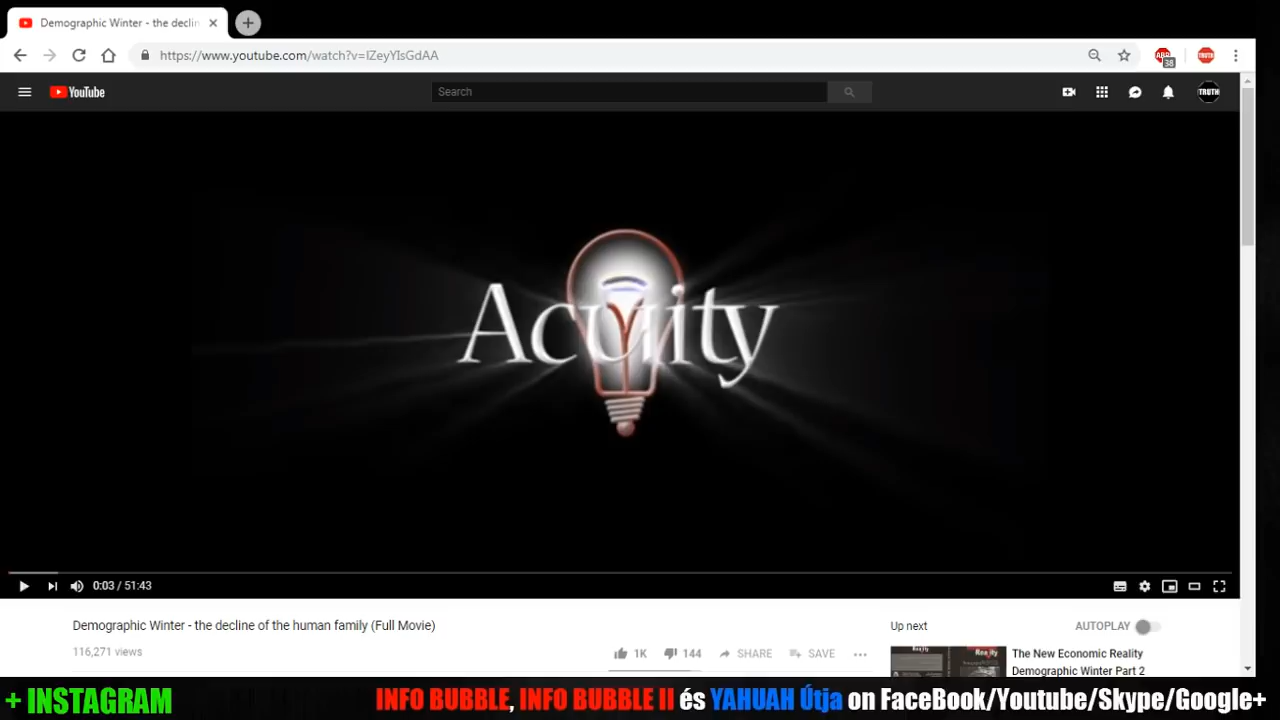 Demographic Winter - the declin
https://www.youtube.com/watch?v=lZeyYIsGdAA
ABP
38
TRUTH
YouTube
Search
TRUTH
Acuity
0:03 / 51:43
Demographic Winter - the decline of the human family (Full Movie)
116,271 views
1K
144
SHARE
SAVE
Up next
AUTOPLAY
The New Economic Reality
Demographic Winter Part 2
+ INSTAGRAM
INFO BUBBLE, INFO BUBBLE II és YAHUAH Útja on FaceBook/Youtube/Skype/Google+